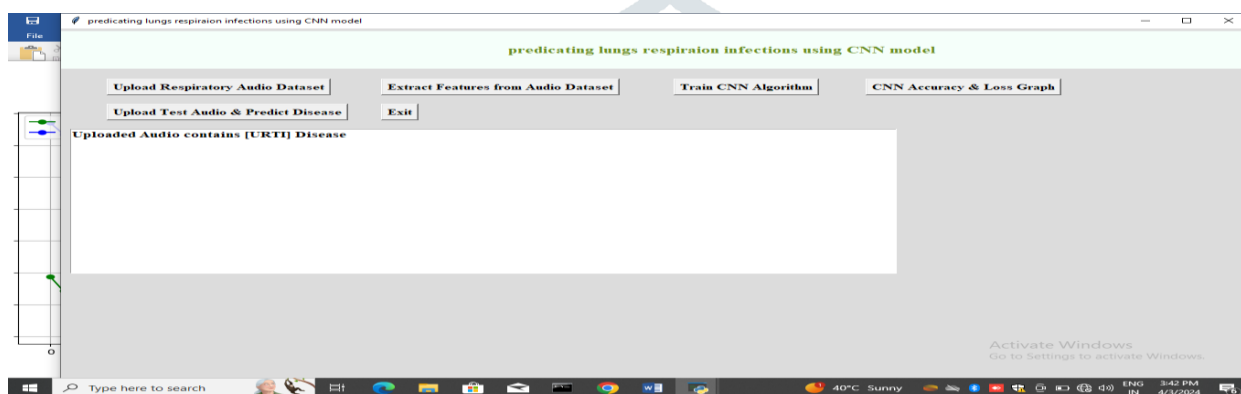 predicating lungs respiraion infections using CNN model
File
predicating lungs respiraion infections using CNN model
Upload Respiratory Audio Dataset Extract Features from Audio Dataset Train CNN Algorithm CNN Accuracy & Loss Graph
Upload Test Audio & Predict Disease Exit
Uploaded Audio contains [URTI] Disease
0
Activate Windows
Go to Settings to activate Windows.
Type here to search 40°C Sunny ENG 3:42 PM
IN 4/3/2024